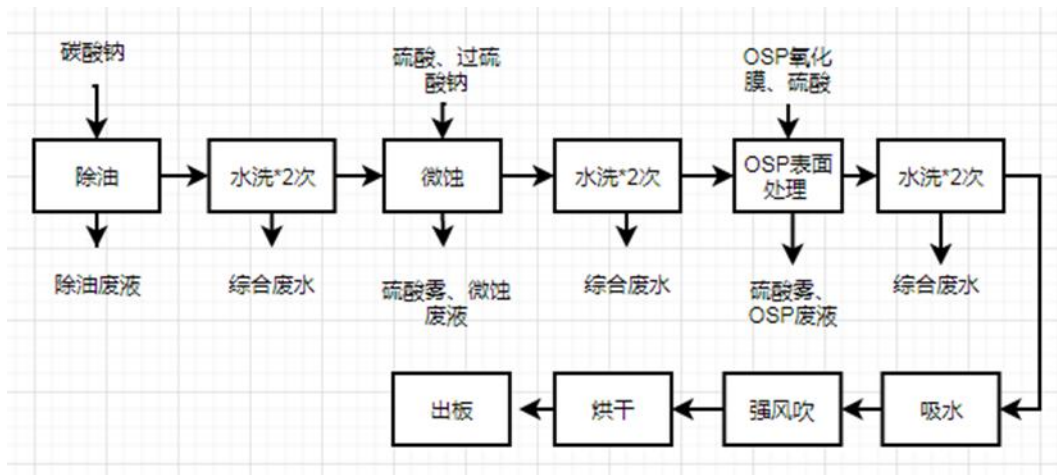 碳酸钠
硫酸、过硫
酸钠
OSP氧化
膜、硫酸
除油
水洗*2次
微蚀
水洗*2次
OSP表面
处理
水洗*2次
除油废液
综合废水
硫酸雾、微蚀
废液
综合废水
硫酸雾、
OSP废液
综合废水
出板
烘干
强风吹
吸水